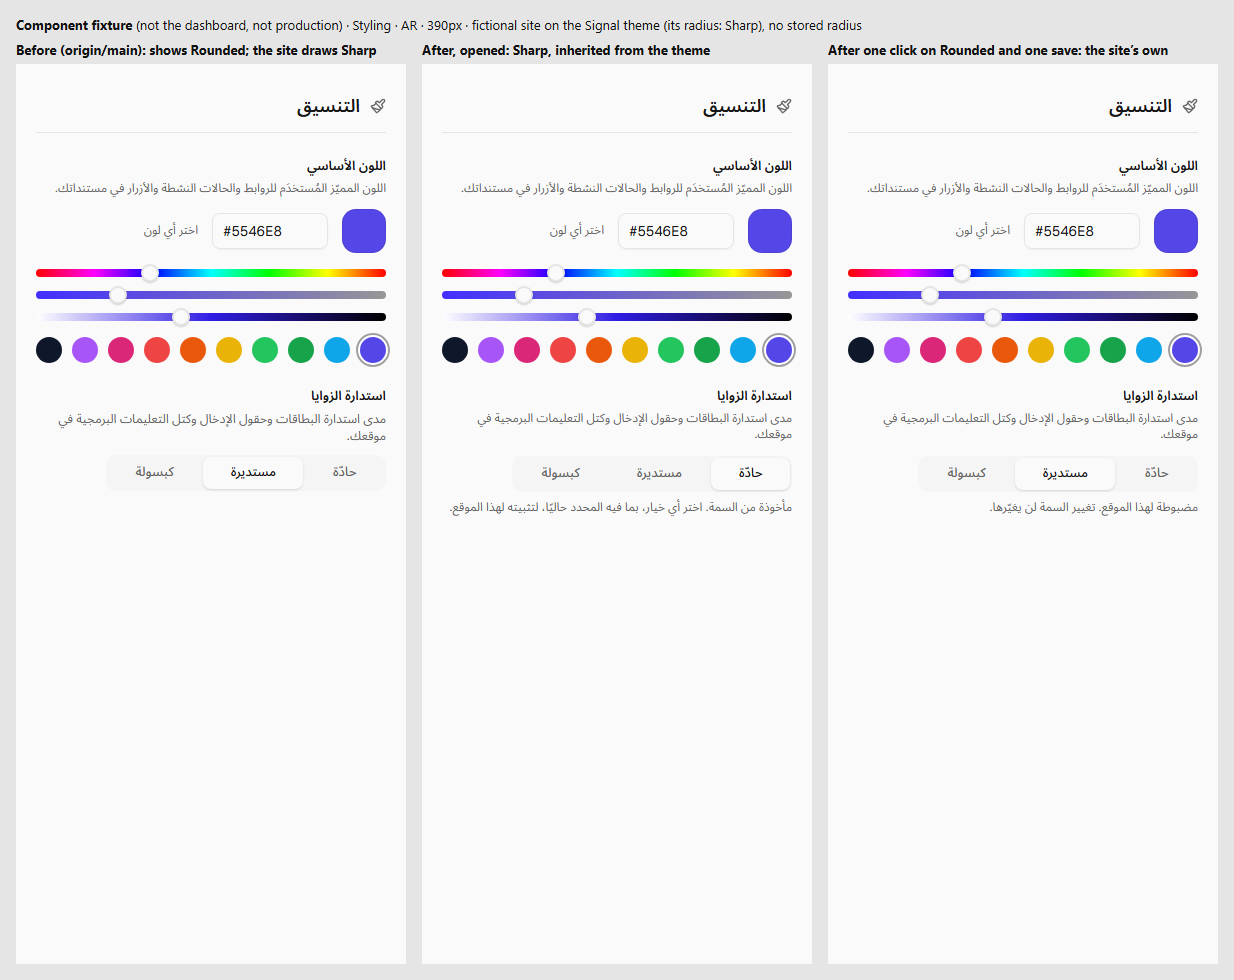 Component fixture (not the dashboard, not production) · Styling · AR · 390px · fictional site on the Signal theme (its radius: Sharp), no stored radius
Before (origin/main): shows Rounded; the site draws Sharp
التنسيق
اللون الأساسي
اللون المميّز المُستخدَم للروابط والحالات النشطة والأزرار في مستنداتك.
#5546E8
اختر أي لون
استدارة الزوايا
مدى استدارة البطاقات وحقول الإدخال وكتل التعليمات البرمجية في
موقعك.
حادّة مستديرة كبسولة
After, opened: Sharp, inherited from the theme
التنسيق
اللون الأساسي
اللون المميّز المُستخدَم للروابط والحالات النشطة والأزرار في مستنداتك.
#5546E8
اختر أي لون
استدارة الزوايا
مدى استدارة البطاقات وحقول الإدخال وكتل التعليمات البرمجية في
موقعك.
حادّة مستديرة كبسولة
مأخوذة من السمة. اختر أي خيار، بما فيه المحدد حاليًا، لتثبيته لهذا الموقع.
After one click on Rounded and one save: the site’s own
التنسيق
اللون الأساسي
اللون المميّز المُستخدَم للروابط والحالات النشطة والأزرار في مستنداتك.
#5546E8
اختر أي لون
استدارة الزوايا
مدى استدارة البطاقات وحقول الإدخال وكتل التعليمات البرمجية في
موقعك.
حادّة مستديرة كبسولة
مضبوطة لهذا الموقع. تغيير السمة لن يغيّرها.